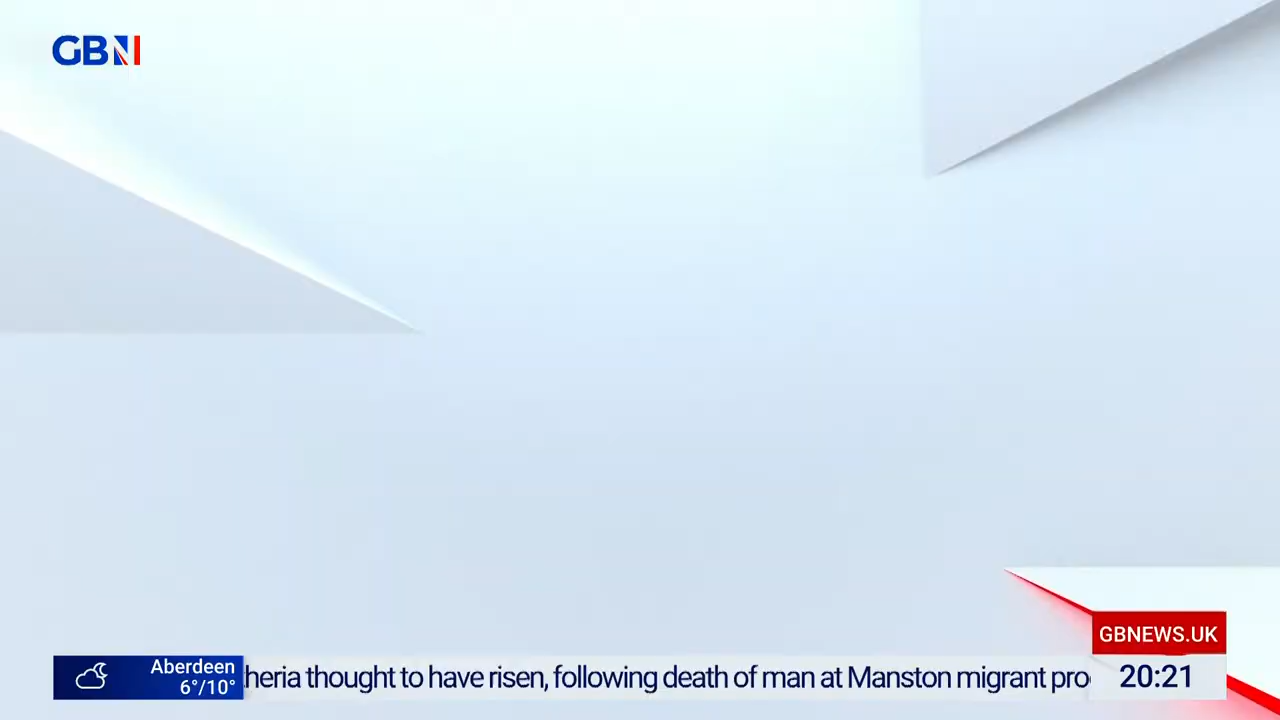 GBN
GBNEWS.UK
Aberdeen
6°/10°
heria thought to have risen, following death of man at Manston migrant pro
20:21